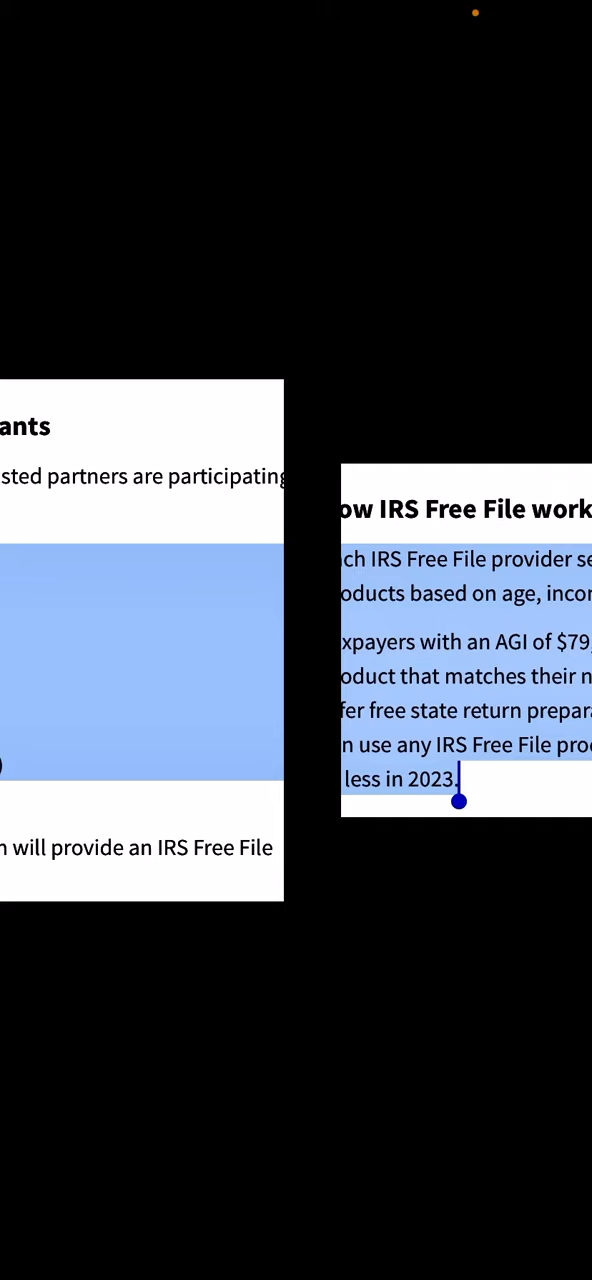 ants
sted partners are participating
n will provide an IRS Free File
ow IRS Free File work
ch IRS Free File provider se
oducts based on age, incor
xpayers with an AGI of $79,
oduct that matches their n
fer free state return prepar
n use any IRS Free File pro
less in 2023.